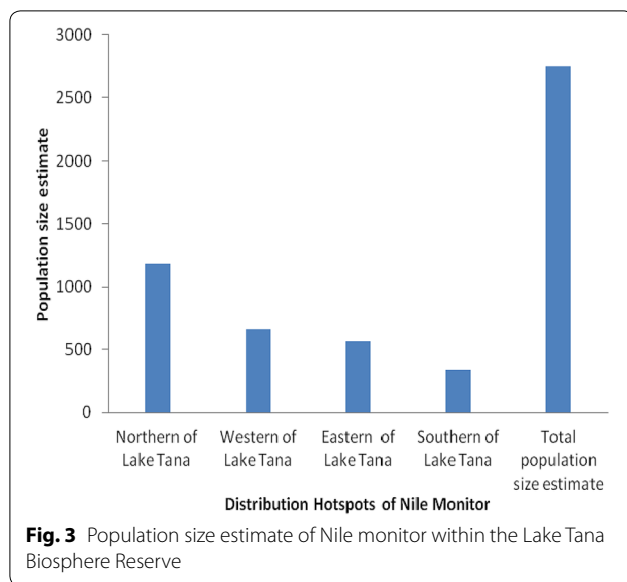 3000
2500
2000
1500
1000
500
0
Population size estimate
Northern of
Lake Tana
Western of
Lake Tana
Eastern of
Lake Tana
Southern of
Lake Tana
Total
population
size estimate
Distribution Hotspots of Nile Monitor
Fig. 3 Population size estimate of Nile monitor within the Lake Tana
Biosphere Reserve